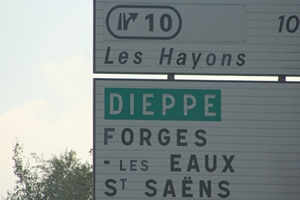 10
Les Hayons 10
DIEPPE
FORGES
- LES EAUX
ST SAËNS